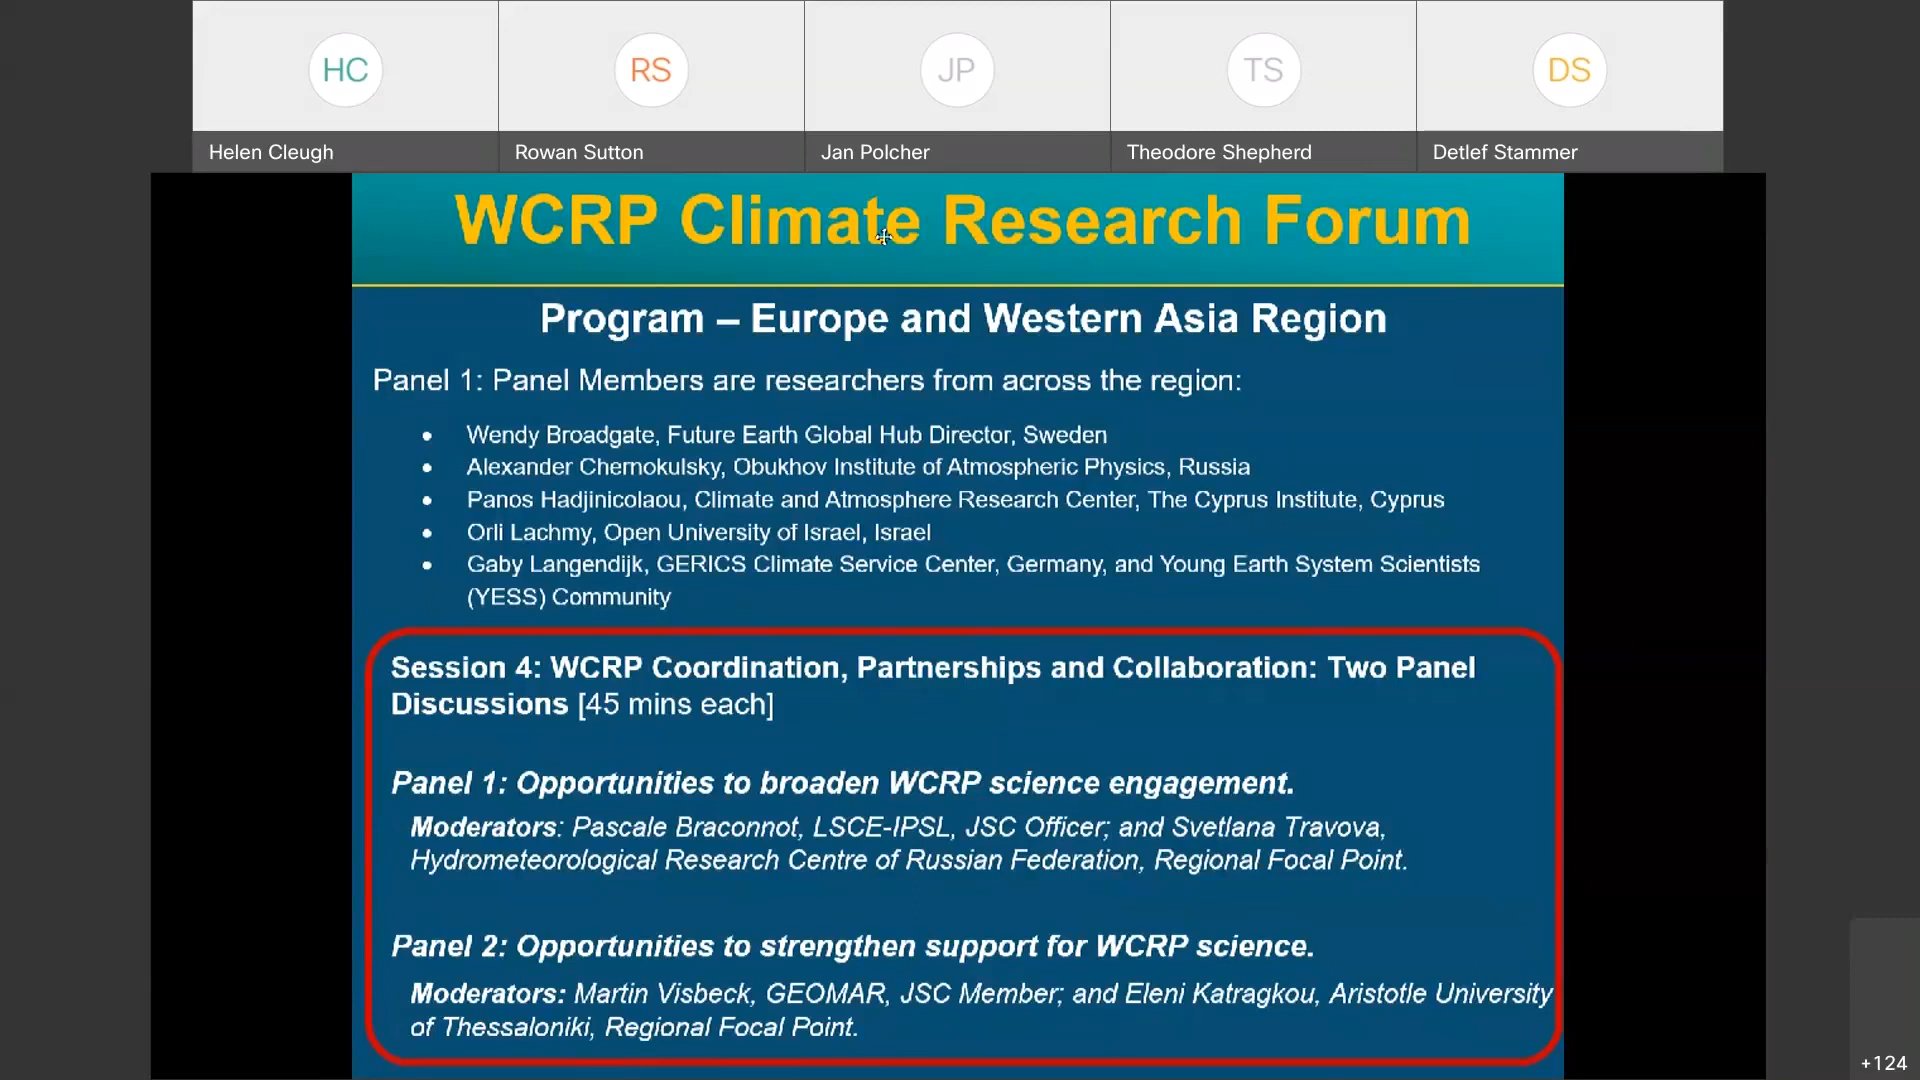 HC
RS
JP
TS
DS
Helen Cleugh
Rowan Sutton
Jan Polcher
Theodore Shepherd
Detlef Stammer
WCRP Climate Research Forum
Program – Europe and Western Asia Region
Panel 1: Panel Members are researchers from across the region:
• Wendy Broadgate, Future Earth Global Hub Director, Sweden
• Alexander Chernokulsky, Obukhov Institute of Atmospheric Physics, Russia
• Panos Hadjinicolaou, Climate and Atmosphere Research Center, The Cyprus Institute, Cyprus
• Orli Lachmy, Open University of Israel, Israel
• Gaby Langendijk, GERICS Climate Service Center, Germany, and Young Earth System Scientists
(YESS) Community
Session 4: WCRP Coordination, Partnerships and Collaboration: Two Panel
Discussions [45 mins each]
Panel 1: Opportunities to broaden WCRP science engagement.
Moderators: Pascale Braconnot, LSCE-IPSL, JSC Officer; and Svetlana Travova,
Hydrometeorological Research Centre of Russian Federation, Regional Focal Point.
Panel 2: Opportunities to strengthen support for WCRP science.
Moderators: Martin Visbeck, GEOMAR, JSC Member; and Eleni Katragkou, Aristotle University
of Thessaloniki, Regional Focal Point.
+124